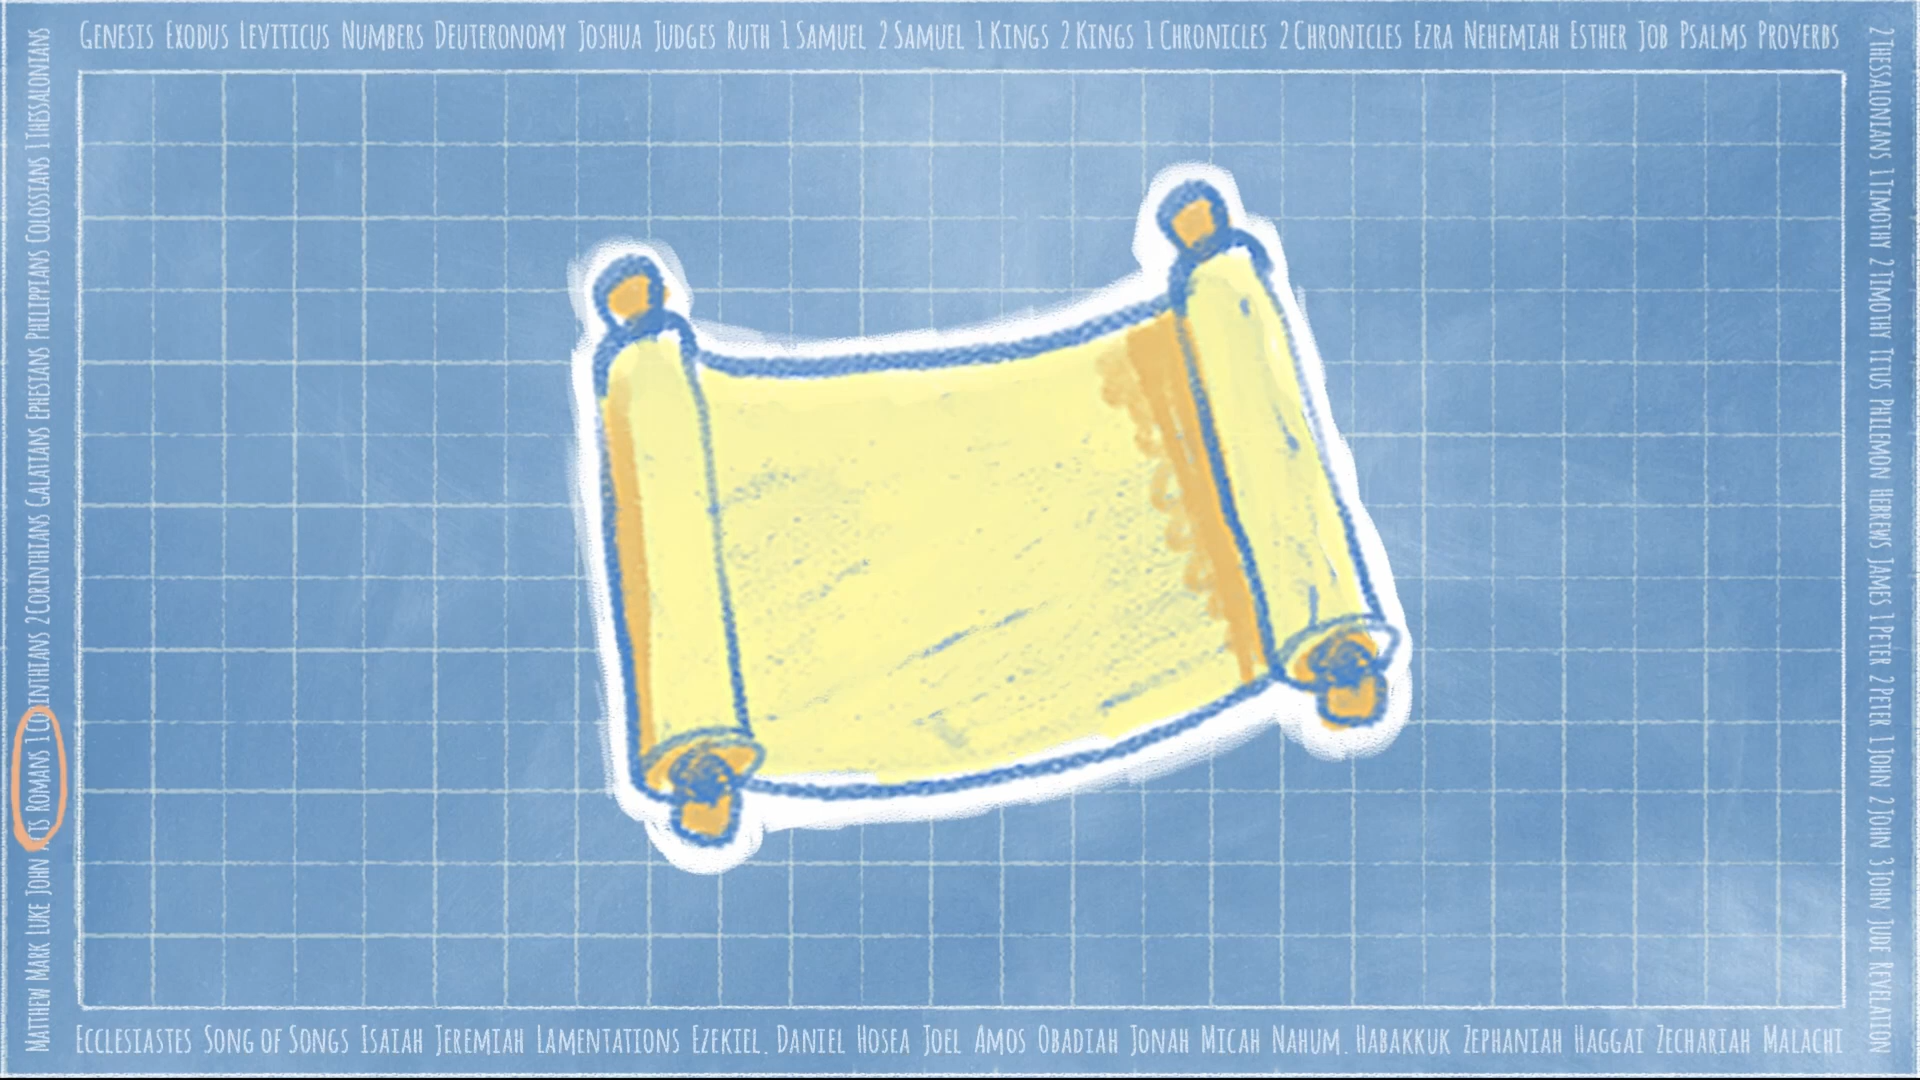 Genesis Exodus Leviticus Numbers Deuteronomy Joshua Judges Ruth 1 Samuel 2 Samuel 1 Kings 2 Kings 1 Chronicles 2 Chronicles Ezra Nehemiah Esther Job Psalms Proverbs
Ecclesiastes Song of Songs Isaiah Jeremiah Lamentations Ezekiel. Daniel Hosea Joel Amos Obadiah Jonah Micah Nahum. Habakkuk Zephaniah Haggai Zechariah Malachi
Matthew Mark Luke John Acts Romans 1 Corinthians 2 Corinthians Galatians Ephesians Philippians Colossians 1 Thessalonians
2 Thessalonians 1 Timothy 2 Timothy Titus Philemon Hebrews James 1 Peter 2 Peter 1 John 2 John 3 John Jude Revelation